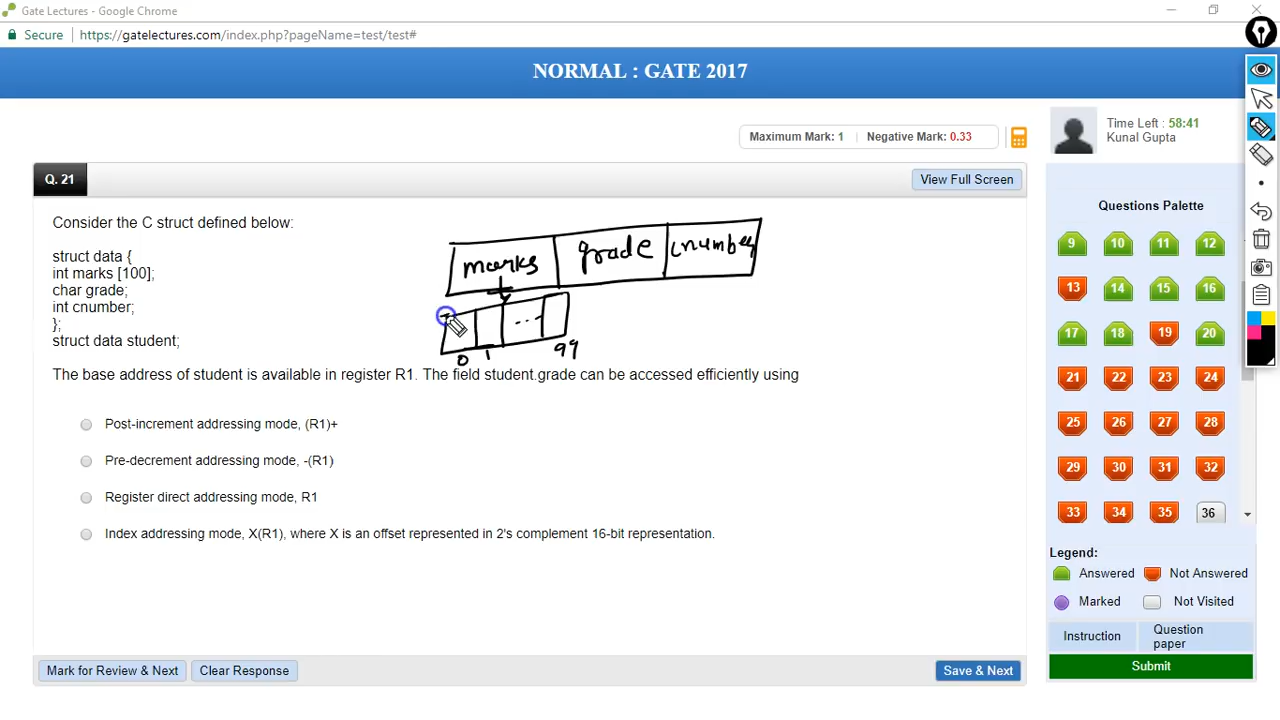 Gate Lectures - Google Chrome
Secure https://gatelectures.com/index.php?pageName=test/test#
NORMAL : GATE 2017
Maximum Mark: 1 | Negative Mark: 0.33
Time Left : 58:41
Kunal Gupta
Q. 21
View Full Screen
Consider the C struct defined below:
struct data {
int marks [100];
char grade;
int cnumber;
};
struct data student;
marks grade cnumber
...
0 1 99
The base address of student is available in register R1. The field student.grade can be accessed efficiently using
Post-increment addressing mode, (R1)+
Pre-decrement addressing mode, -(R1)
Register direct addressing mode, R1
Index addressing mode, X(R1), where X is an offset represented in 2's complement 16-bit representation.
Questions Palette
9 10 11 12
13 14 15 16
17 18 19 20
21 22 23 24
25 26 27 28
29 30 31 32
33 34 35 36
Legend:
Answered Not Answered
Marked Not Visited
Instruction Question paper
Submit
Mark for Review & Next Clear Response Save & Next